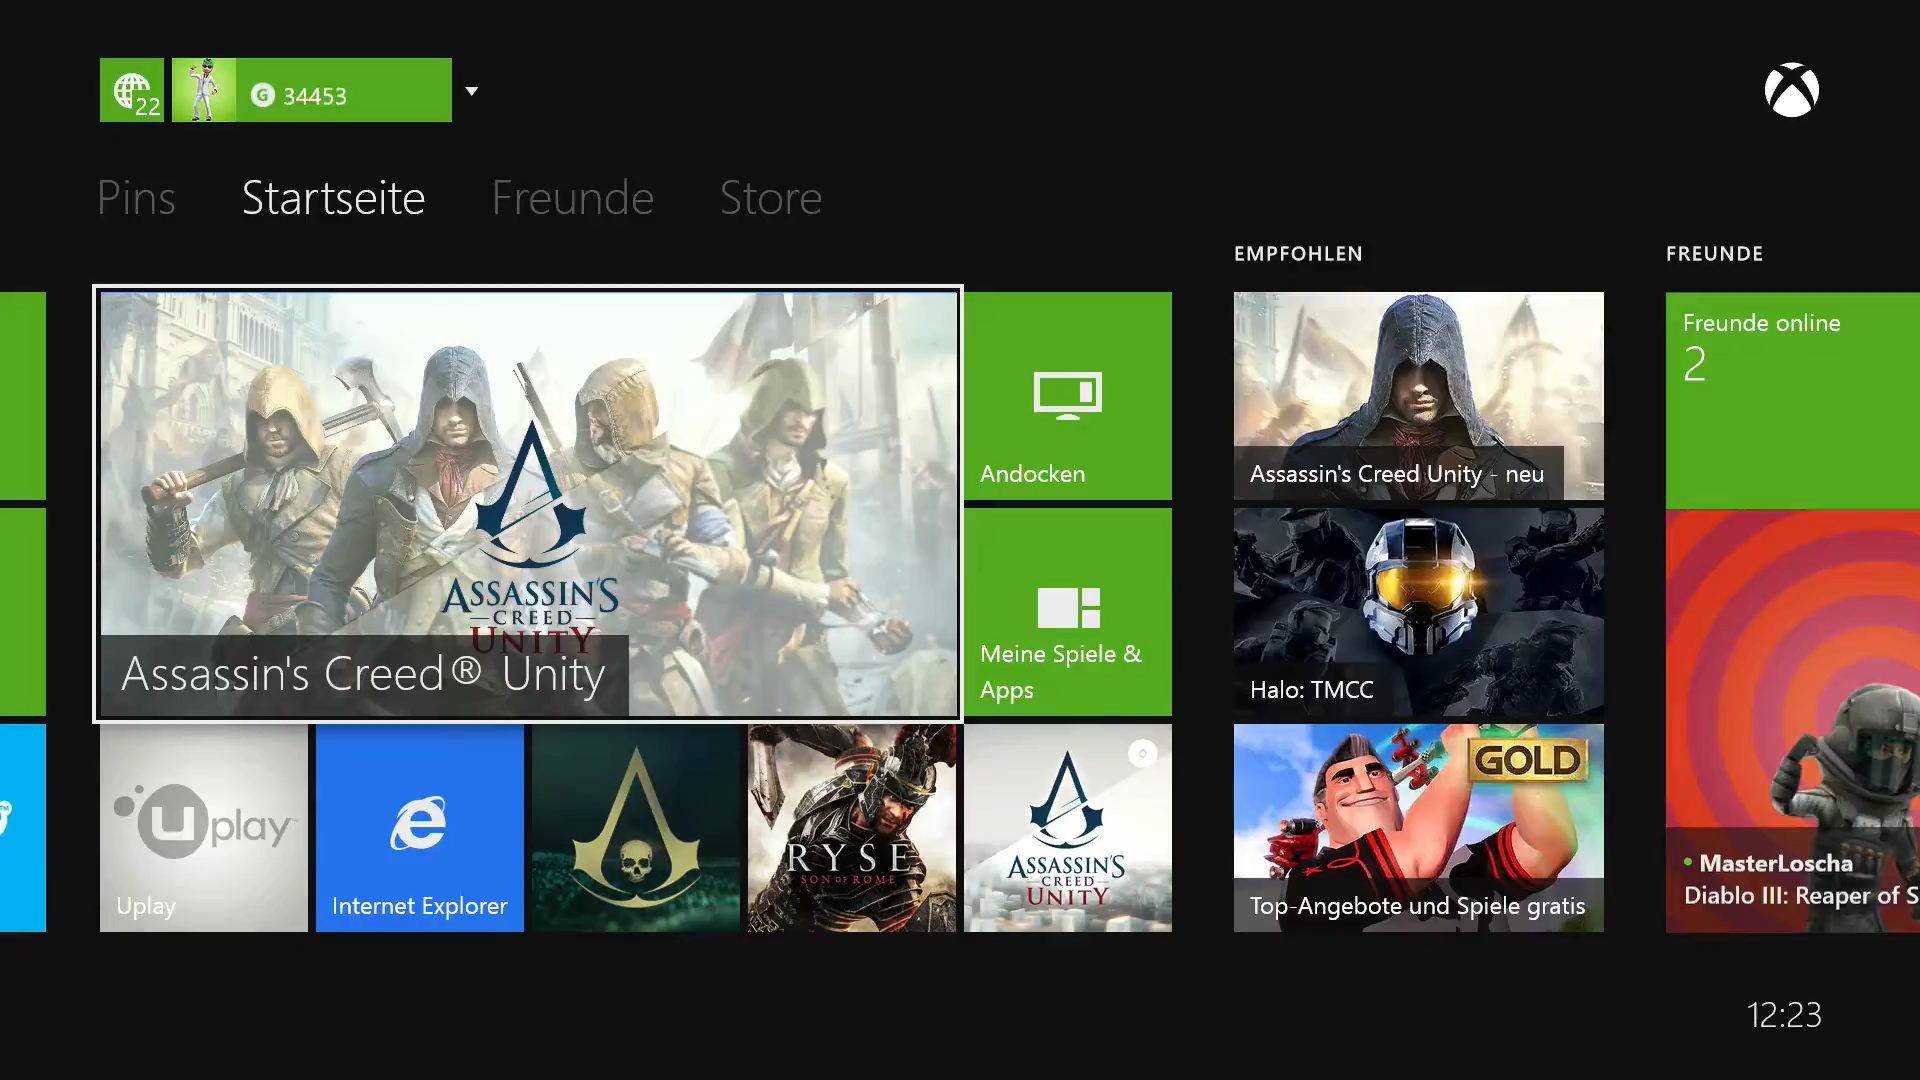 22
G 34453
Pins Startseite Freunde Store
EMPFOHLEN
FREUNDE
ASSASSIN'S
CREED
UNITY
Assassin's Creed® Unity
Andocken
Meine Spiele &
Apps
Assassin's Creed Unity - neu
Halo: TMCC
Freunde online
2
Uplay
Uplay
Internet Explorer
RYSE
SON OF ROME
ASSASSIN'S
CREED
UNITY
GOLD
Top-Angebote und Spiele gratis
MasterLoscha
Diablo III: Reaper of S
12:23